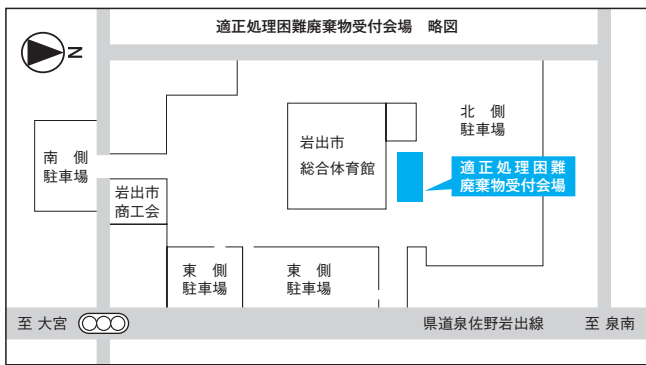 適正処理困難廃棄物受付会場　略図
N
北　側
駐車場
岩出市
総合体育館
南　側
駐車場
適正処理困難
廃棄物受付会場
岩出市
商工会
東　側
駐車場
東　側
駐車場
至 大宮
県道泉佐野岩出線
至 泉南